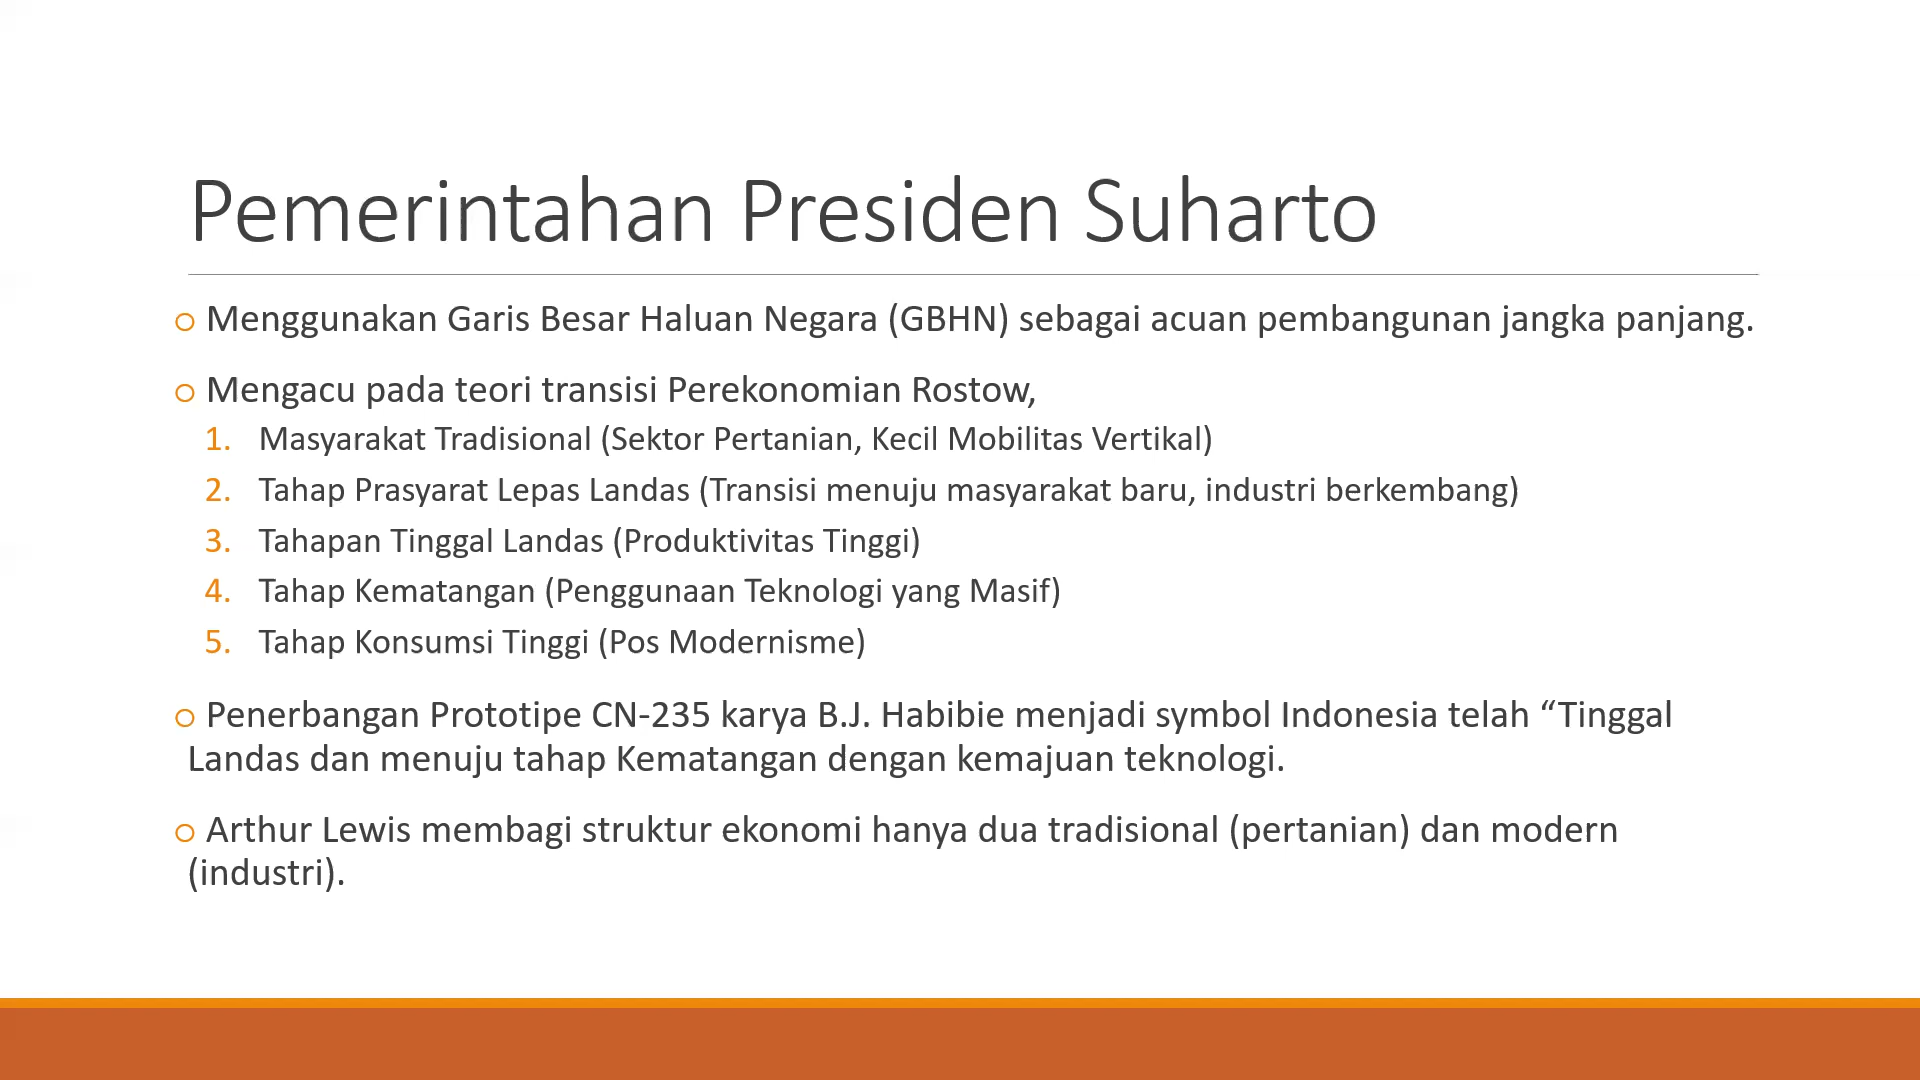 Pemerintahan Presiden Suharto
o Menggunakan Garis Besar Haluan Negara (GBHN) sebagai acuan pembangunan jangka panjang.
o Mengacu pada teori transisi Perekonomian Rostow,
1. Masyarakat Tradisional (Sektor Pertanian, Kecil Mobilitas Vertikal)
2. Tahap Prasyarat Lepas Landas (Transisi menuju masyarakat baru, industri berkembang)
3. Tahapan Tinggal Landas (Produktivitas Tinggi)
4. Tahap Kematangan (Penggunaan Teknologi yang Masif)
5. Tahap Konsumsi Tinggi (Pos Modernisme)
o Penerbangan Prototipe CN-235 karya B.J. Habibie menjadi symbol Indonesia telah “Tinggal
Landas dan menuju tahap Kematangan dengan kemajuan teknologi.
o Arthur Lewis membagi struktur ekonomi hanya dua tradisional (pertanian) dan modern
(industri).